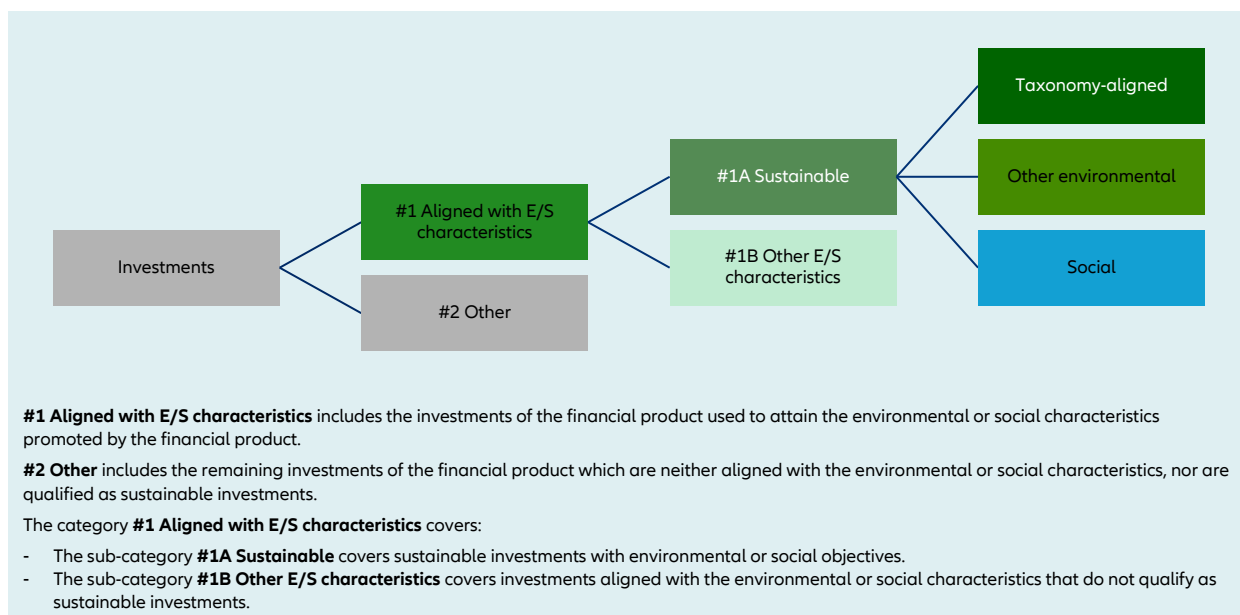 Taxonomy-aligned
#1A Sustainable
Other environmental
#1 Aligned with E/S
characteristics
Investments
#1B Other E/S
characteristics
Social
#2 Other
#1 Aligned with E/S characteristics includes the investments of the financial product used to attain the environmental or social characteristics
promoted by the financial product.
#2 Other includes the remaining investments of the financial product which are neither aligned with the environmental or social characteristics, nor are
qualified as sustainable investments.
The category #1 Aligned with E/S characteristics covers:
- The sub-category #1A Sustainable covers sustainable investments with environmental or social objectives.
- The sub-category #1B Other E/S characteristics covers investments aligned with the environmental or social characteristics that do not qualify as
sustainable investments.